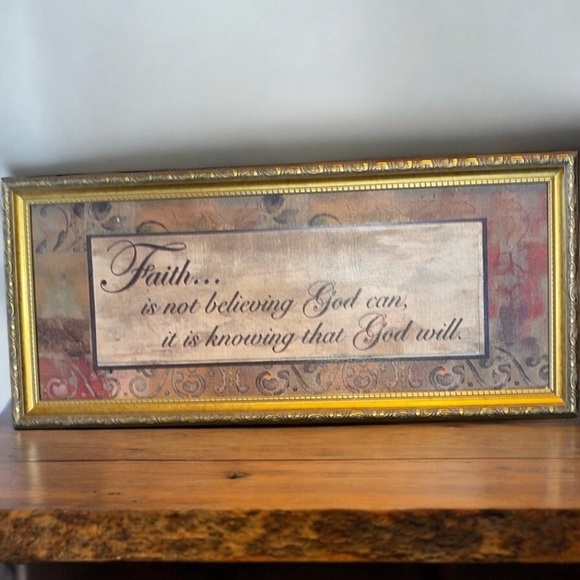 Faith...
is not believing God can,
it is knowing that God will.